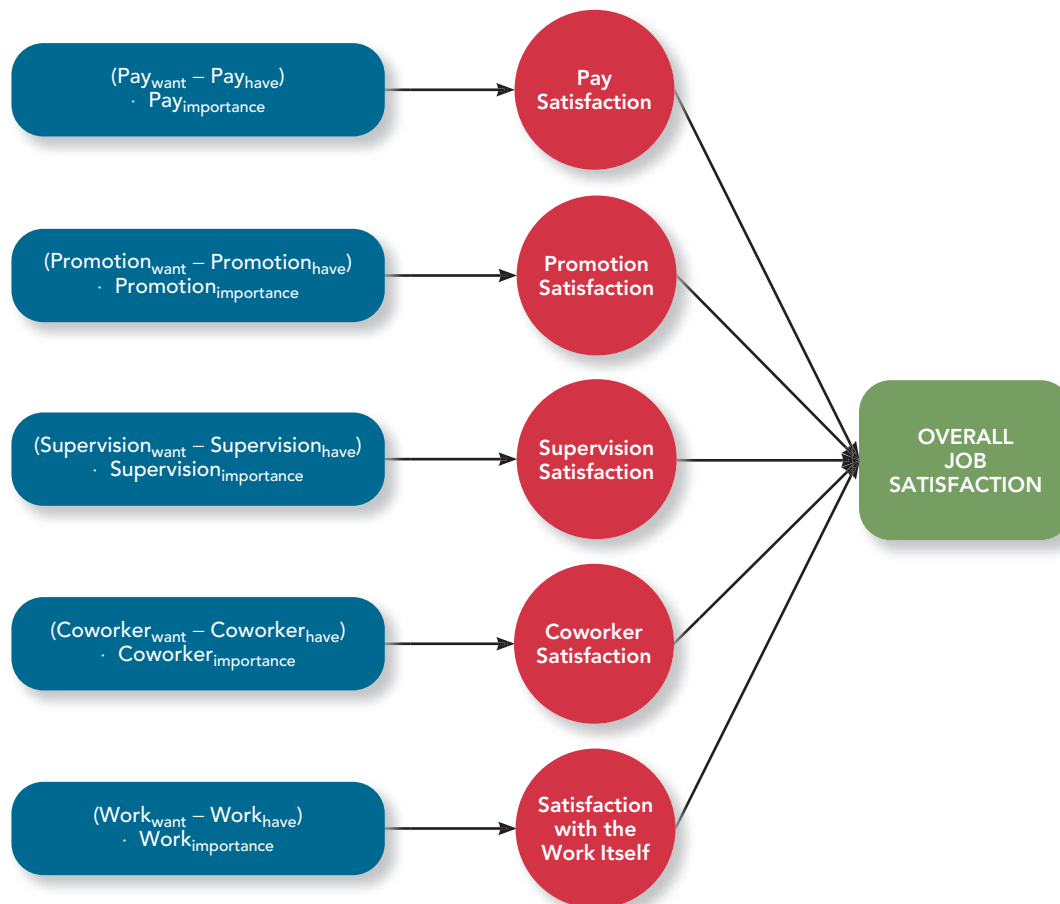 (Pay_want – Pay_have)
· Pay_importance
Pay
Satisfaction
(Promotion_want – Promotion_have)
· Promotion_importance
Promotion
Satisfaction
(Supervision_want – Supervision_have)
· Supervision_importance
Supervision
Satisfaction
OVERALL
JOB
SATISFACTION
(Coworker_want – Coworker_have)
· Coworker_importance
Coworker
Satisfaction
(Work_want – Work_have)
· Work_importance
Satisfaction
with the
Work Itself